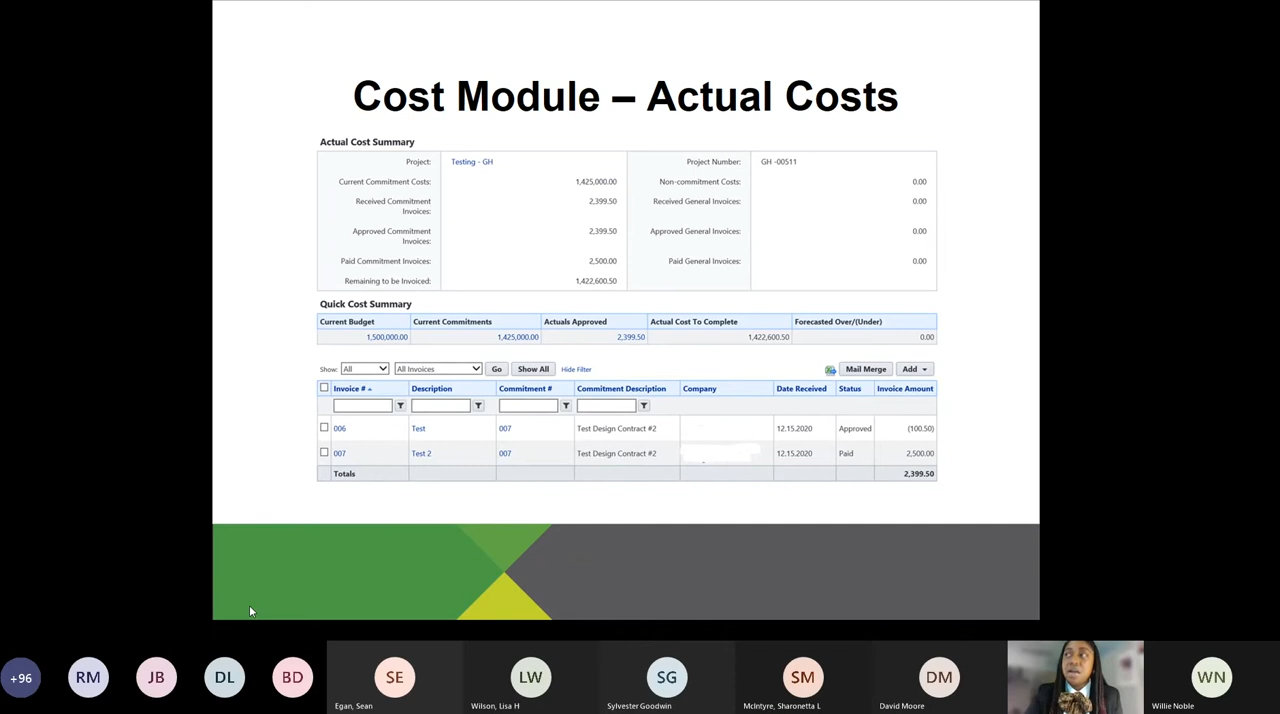 Cost Module – Actual Costs
Actual Cost Summary
Project: Testing - GH Project Number: GH -00511
Current Commitment Costs: 1,425,000.00 Non-commitment Costs: 0.00
Received Commitment Invoices: 2,399.50 Received General Invoices: 0.00
Approved Commitment Invoices: 2,399.50 Approved General Invoices: 0.00
Paid Commitment Invoices: 2,500.00 Paid General Invoices: 0.00
Remaining to be Invoiced: 1,422,600.50
Quick Cost Summary
Current Budget Current Commitments Actuals Approved Actual Cost To Complete Forecasted Over/(Under)
1,500,000.00 1,425,000.00 2,399.50 1,422,600.50 0.00
Show: All All Invoices Go Show All Hide Filter Mail Merge Add
Invoice # Description Commitment # Commitment Description Company Date Received Status Invoice Amount
006 Test 007 Test Design Contract #2 12.15.2020 Approved (100.50)
007 Test 2 007 Test Design Contract #2 12.15.2020 Paid 2,500.00
Totals 2,399.50
+96 RM JB DL BD SE LW SG SM DM WN
Egan, Sean Wilson, Lisa H Sylvester Goodwin McIntyre, Sharonetta L David Moore Willie Noble